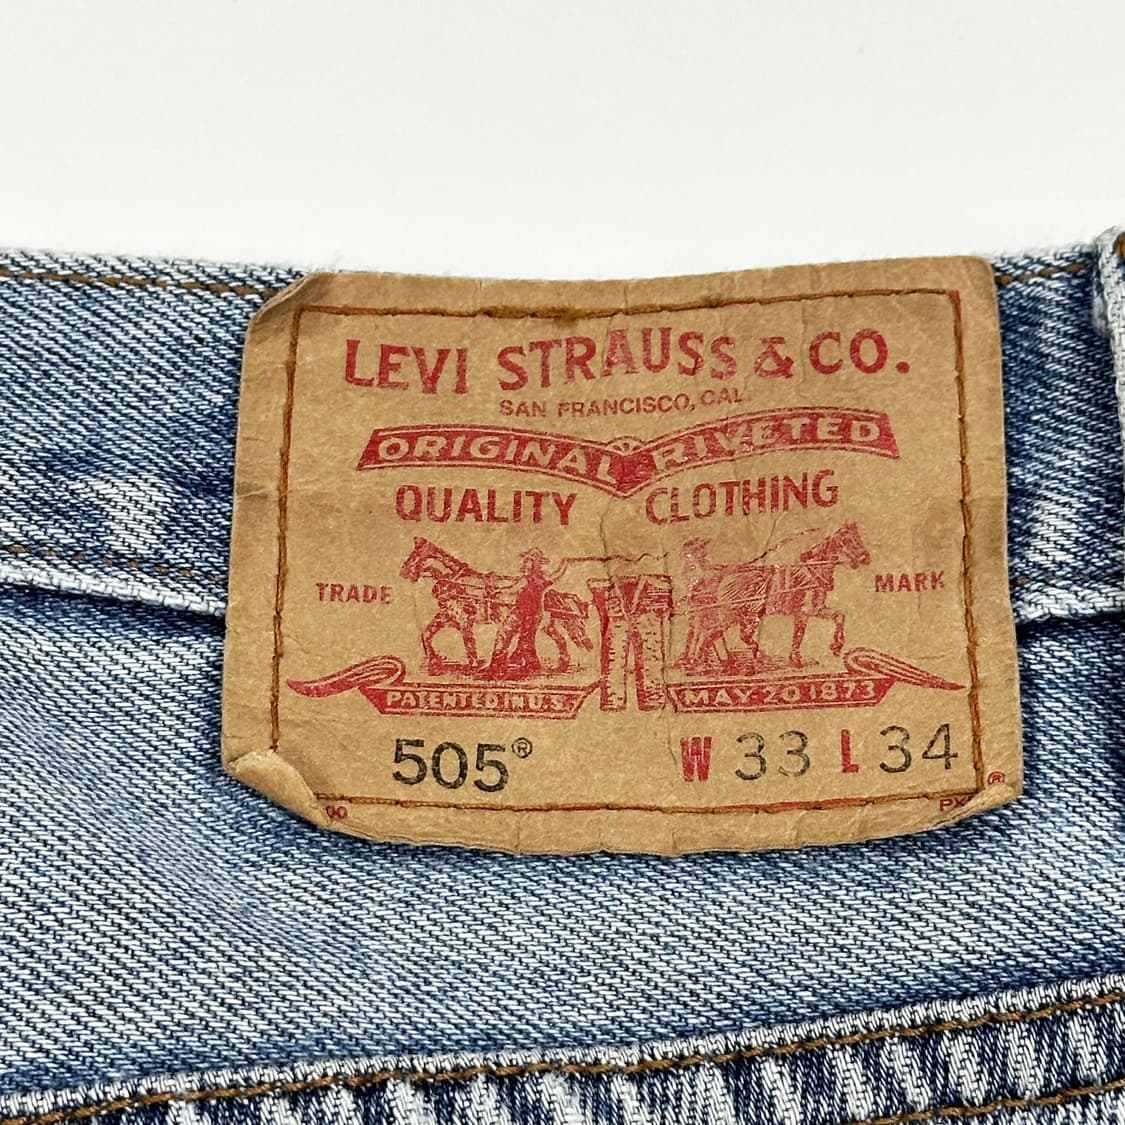 LEVI STRAUSS & CO.
SAN FRANCISCO, CAL.
ORIGINAL RIVETED
QUALITY CLOTHING
TRADE MARK
PATENTED IN U.S. MAY 20 1873
505® W 33 L 34
®